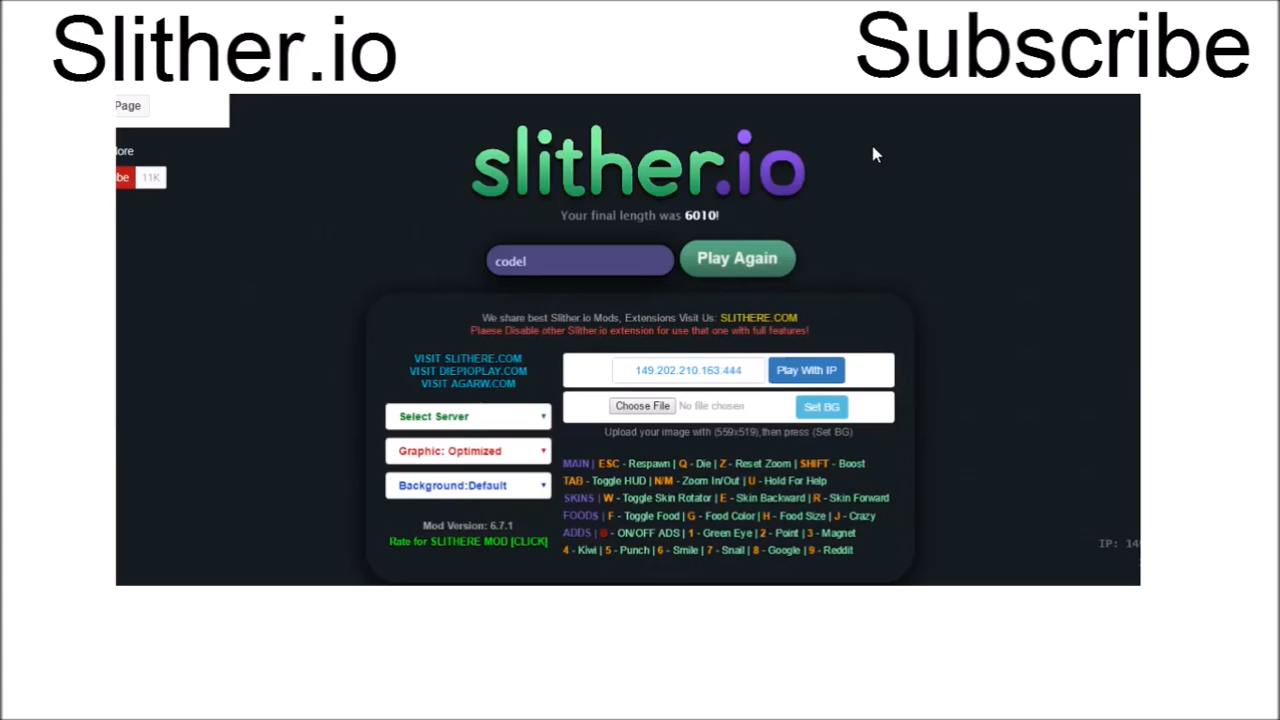 Slither.io
Subscribe
Page
lore
be 11K
slither.io
Your final length was 6010!
codel
Play Again
We share best Slither.io Mods, Extensions Visit Us: SLITHERE.COM
Plaese Disable other Slither.io extension for use that one with full features!
VISIT SLITHERE.COM
VISIT DIEPIOPLAY.COM
VISIT AGARW.COM
149.202.210.163.444
Play With IP
Choose File No file chosen
Set BG
Upload your image with (559x519),then press (Set BG)
Select Server
Graphic: Optimized
Background:Default
Mod Version: 6.7.1
Rate for SLITHERE MOD [CLICK]
MAIN | ESC - Respawn | Q - Die | Z - Reset Zoom | SHIFT - Boost
TAB - Toggle HUD | N/M - Zoom In/Out | U - Hold For Help
SKINS | W - Toggle Skin Rotator | E - Skin Backward | R - Skin Forward
FOODS | F - Toggle Food | G - Food Color | H - Food Size | J - Crazy
ADDS | - ON/OFF ADS | 1 - Green Eye | 2 - Point | 3 - Magnet
4 - Kiwi | 5 - Punch | 6 - Smile | 7 - Snail | 8 - Google | 9 - Reddit
IP: 149